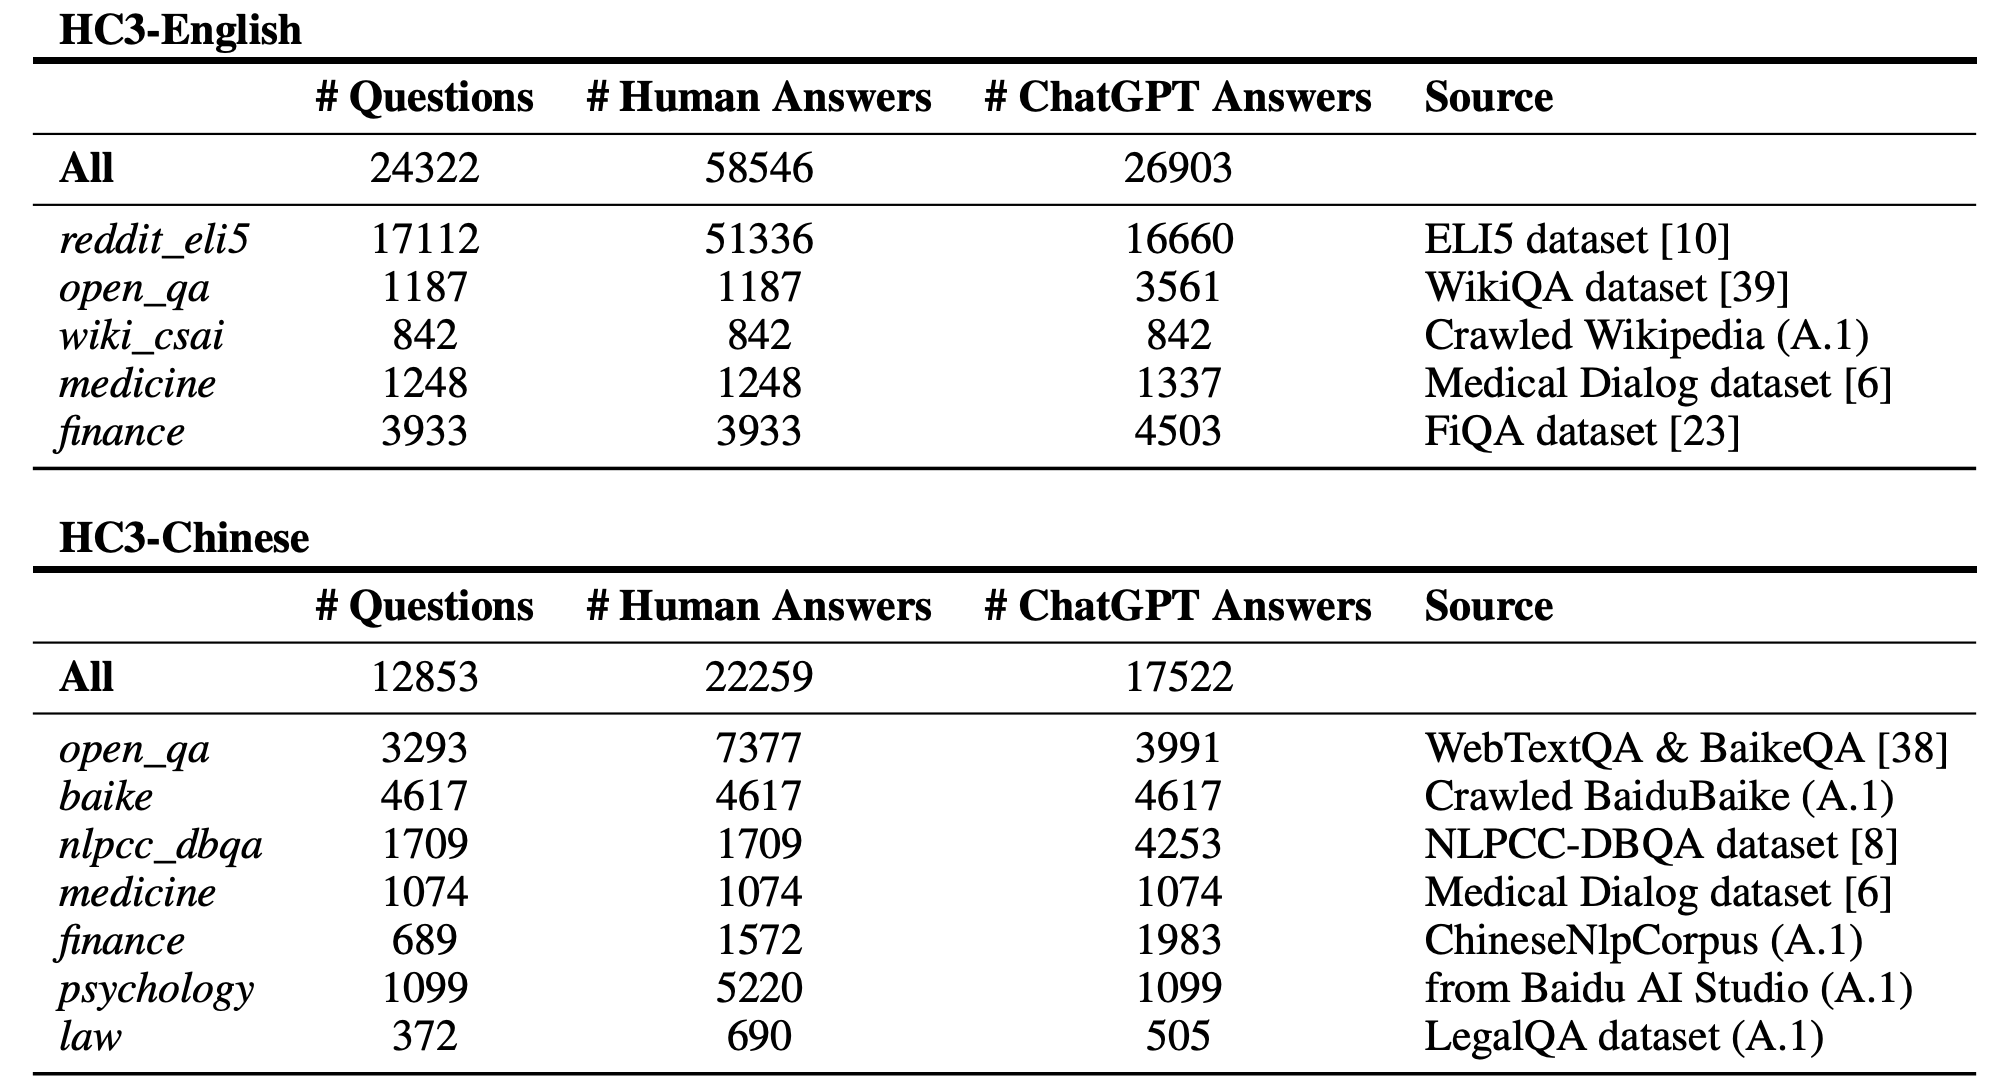 HC3-English
# Questions # Human Answers # ChatGPT Answers Source
All 24322 58546 26903
reddit_eli5 17112 51336 16660 ELI5 dataset [10]
open_qa 1187 1187 3561 WikiQA dataset [39]
wiki_csai 842 842 842 Crawled Wikipedia (A.1)
medicine 1248 1248 1337 Medical Dialog dataset [6]
finance 3933 3933 4503 FiQA dataset [23]
HC3-Chinese
# Questions # Human Answers # ChatGPT Answers Source
All 12853 22259 17522
open_qa 3293 7377 3991 WebTextQA & BaikeQA [38]
baike 4617 4617 4617 Crawled BaiduBaike (A.1)
nlpcc_dbqa 1709 1709 4253 NLPCC-DBQA dataset [8]
medicine 1074 1074 1074 Medical Dialog dataset [6]
finance 689 1572 1983 ChineseNlpCorpus (A.1)
psychology 1099 5220 1099 from Baidu AI Studio (A.1)
law 372 690 505 LegalQA dataset (A.1)